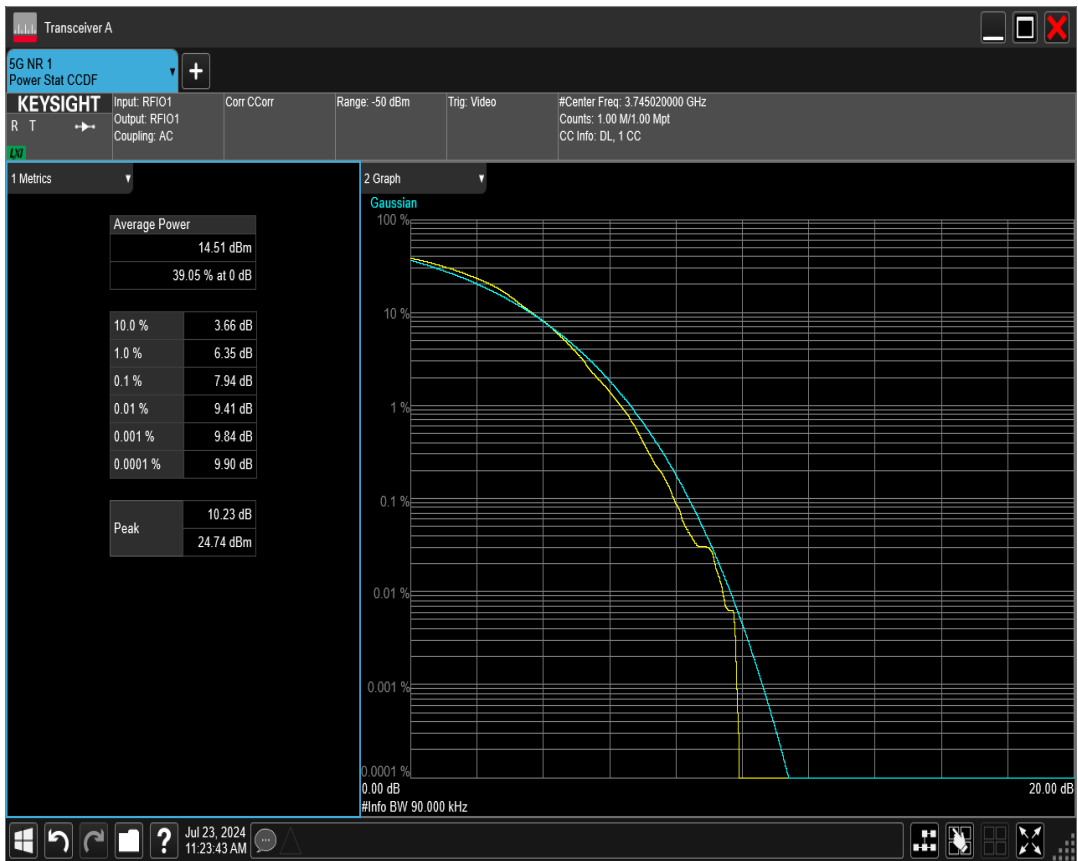 Transceiver A
5G NR 1
Power Stat CCDF
KEYSIGHT
R T
LXI
Input: RFIO1
Output: RFIO1
Coupling: AC
Corr CCorr
Range: -50 dBm
Trig: Video
#Center Freq: 3.745020000 GHz
Counts: 1.00 M/1.00 Mpt
CC Info: DL, 1 CC
1 Metrics
Average Power
14.51 dBm
39.05 % at 0 dB
10.0 % 3.66 dB
1.0 % 6.35 dB
0.1 % 7.94 dB
0.01 % 9.41 dB
0.001 % 9.84 dB
0.0001 % 9.90 dB
Peak
10.23 dB
24.74 dBm
2 Graph
Gaussian
100 %
10 %
1 %
0.1 %
0.01 %
0.001 %
0.0001 %
0.00 dB
20.00 dB
#Info BW 90.000 kHz
?
Jul 23, 2024
11:23:43 AM